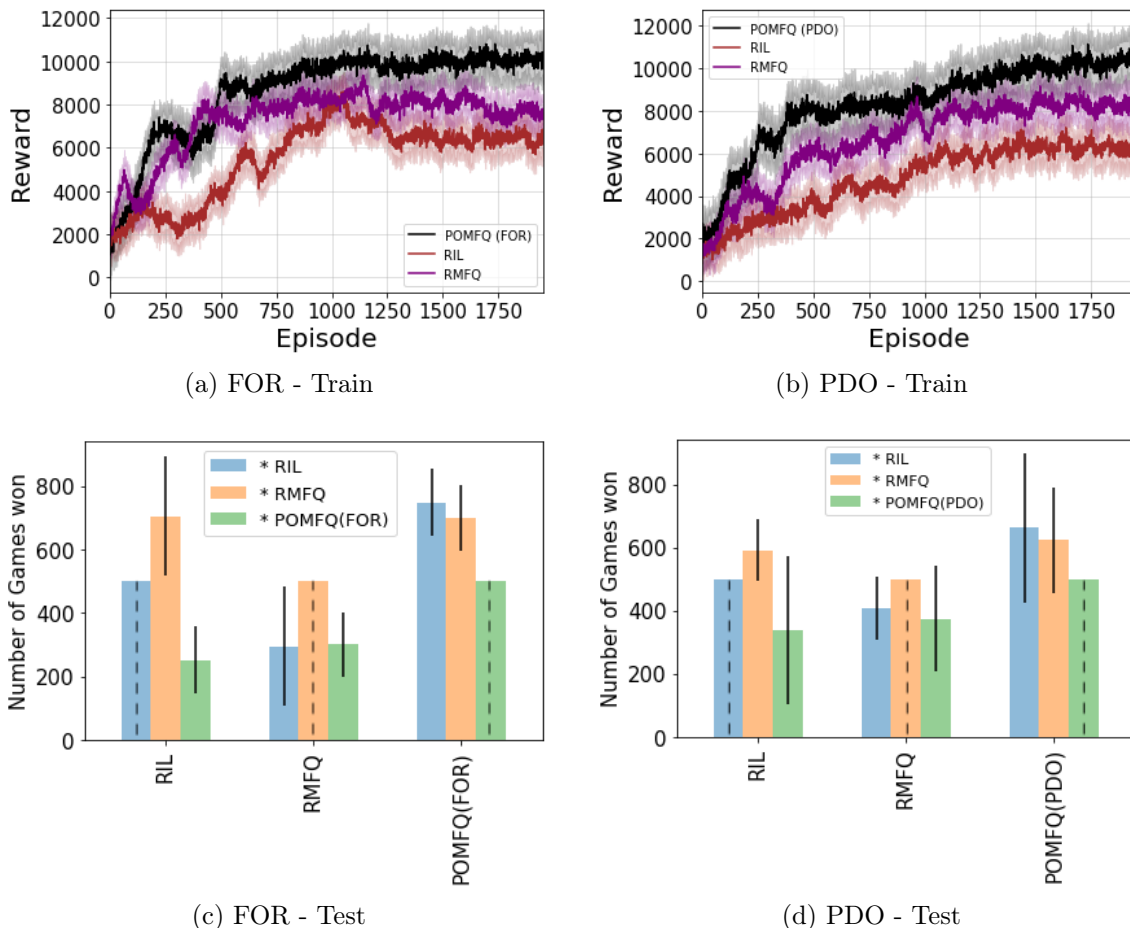 12000
10000
8000
6000
4000
2000
0
Reward
POMFQ (FOR)
RIL
RMFQ
0 250 500 750 1000 1250 1500 1750
Episode
(a) FOR - Train
12000
10000
8000
6000
4000
2000
0
Reward
POMFQ (PDO)
RIL
RMFQ
0 250 500 750 1000 1250 1500 1750
Episode
(b) PDO - Train
Number of Games won
800
600
400
200
0
* RIL
* RMFQ
* POMFQ(FOR)
RIL
RMFQ
POMFQ(FOR)
(c) FOR - Test
Number of Games won
800
600
400
200
0
* RIL
* RMFQ
* POMFQ(PDO)
RIL
RMFQ
POMFQ(PDO)
(d) PDO - Test